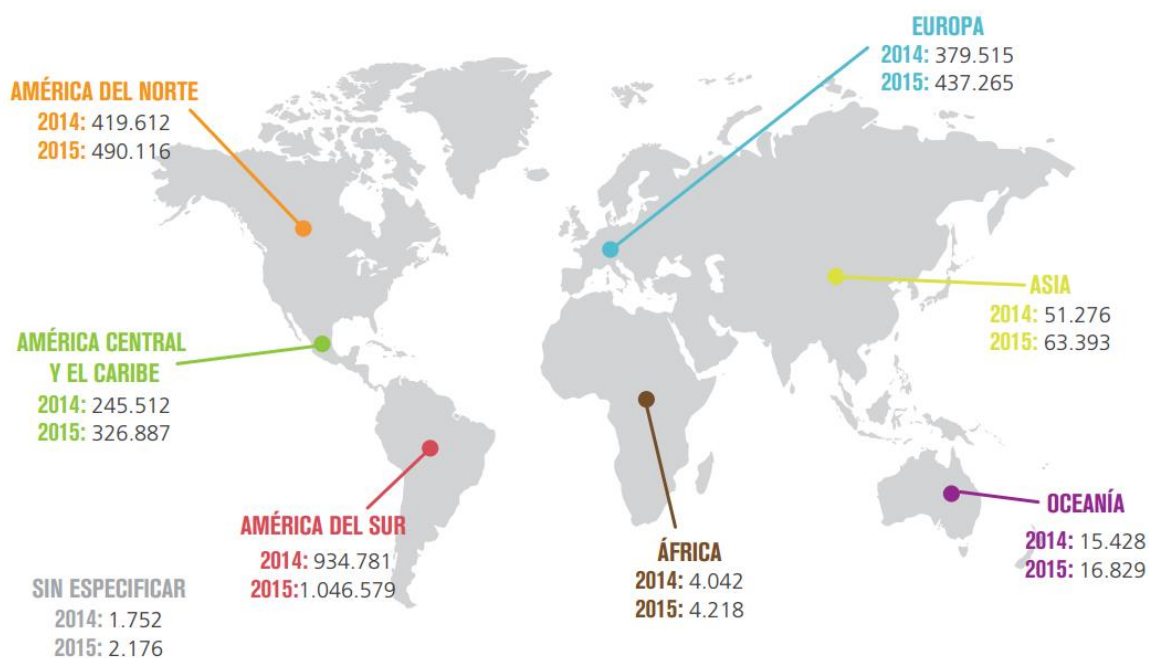 EUROPA
2014: 379.515
2015: 437.265
AMÉRICA DEL NORTE
2014: 419.612
2015: 490.116
ASIA
2014: 51.276
2015: 63.393
AMÉRICA CENTRAL
Y EL CARIBE
2014: 245.512
2015: 326.887
AMÉRICA DEL SUR
2014: 934.781
2015:1.046.579
ÁFRICA
2014: 4.042
2015: 4.218
OCEANÍA
2014: 15.428
2015: 16.829
SIN ESPECIFICAR
2014: 1.752
2015: 2.176